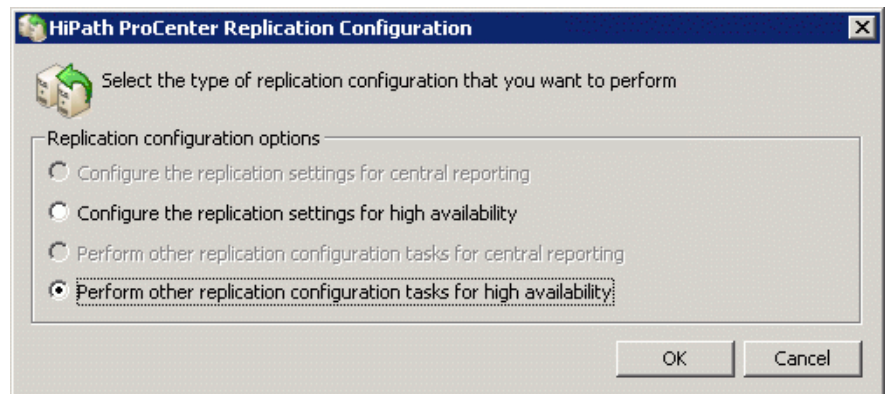 HiPath ProCenter Replication Configuration
Select the type of replication configuration that you want to perform
Replication configuration options
Configure the replication settings for central reporting
Configure the replication settings for high availability
Perform other replication configuration tasks for central reporting
Perform other replication configuration tasks for high availability
OK Cancel